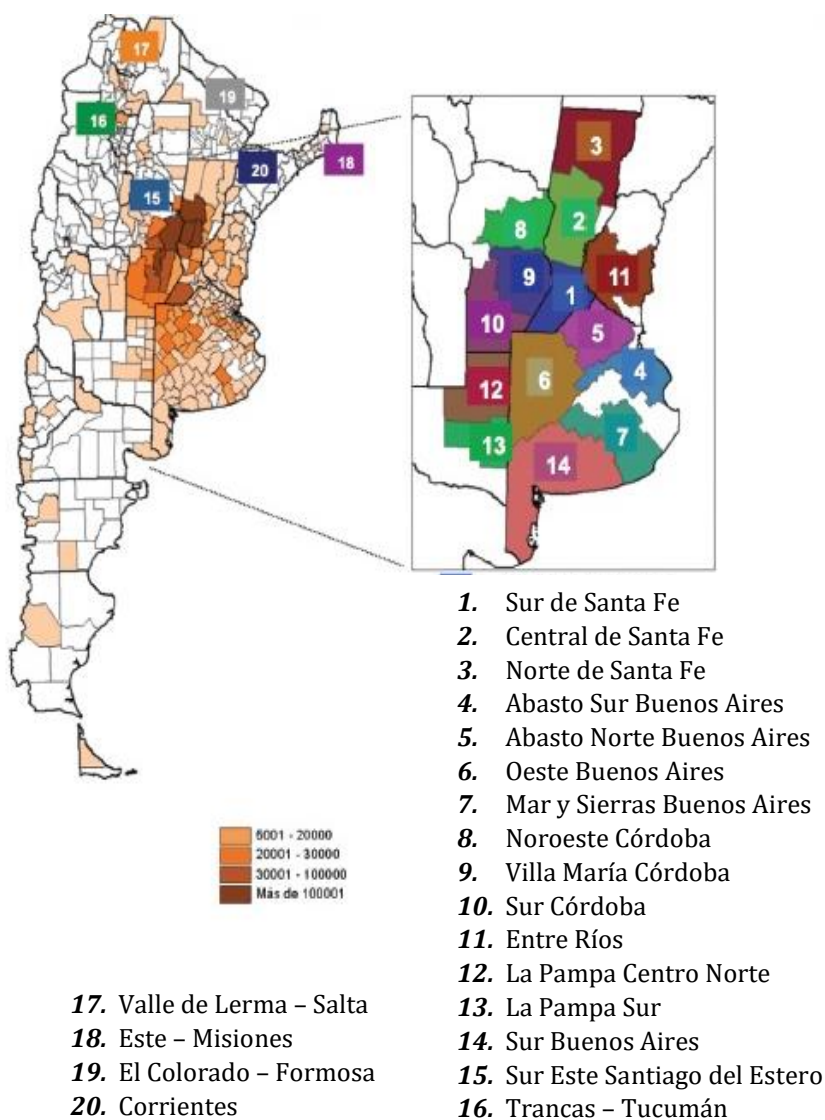 17
19
16
18
20
15
3
8
2
9
11
1
10
5
6
4
12
7
13
14
1. Sur de Santa Fe
2. Central de Santa Fe
3. Norte de Santa Fe
4. Abasto Sur Buenos Aires
5. Abasto Norte Buenos Aires
6. Oeste Buenos Aires
7. Mar y Sierras Buenos Aires
8. Noroeste Córdoba
9. Villa María Córdoba
10. Sur Córdoba
11. Entre Ríos
12. La Pampa Centro Norte
13. La Pampa Sur
14. Sur Buenos Aires
15. Sur Este Santiago del Estero
16. Trancas – Tucumán
6001 - 20000
20001 - 30000
30001 - 100000
Más de 100001
17. Valle de Lerma – Salta
18. Este – Misiones
19. El Colorado – Formosa
20. Corrientes